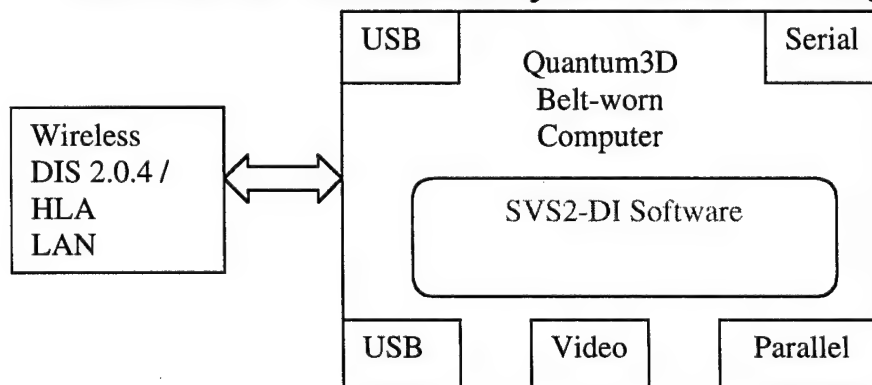 USB
Serial
Quantum3D
Belt-worn
Computer
Wireless
DIS 2.0.4 /
HLA
LAN
SVS2-DI Software
USB
Video
Parallel